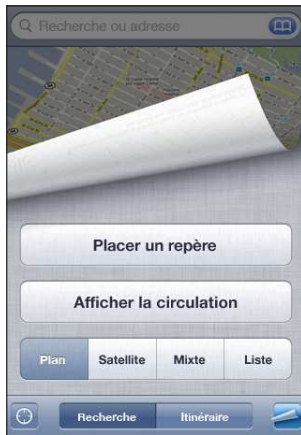 Recherche ou adresse
Placer un repère
Afficher la circulation
Plan Satellite Mixte Liste
Recherche Itinéraire